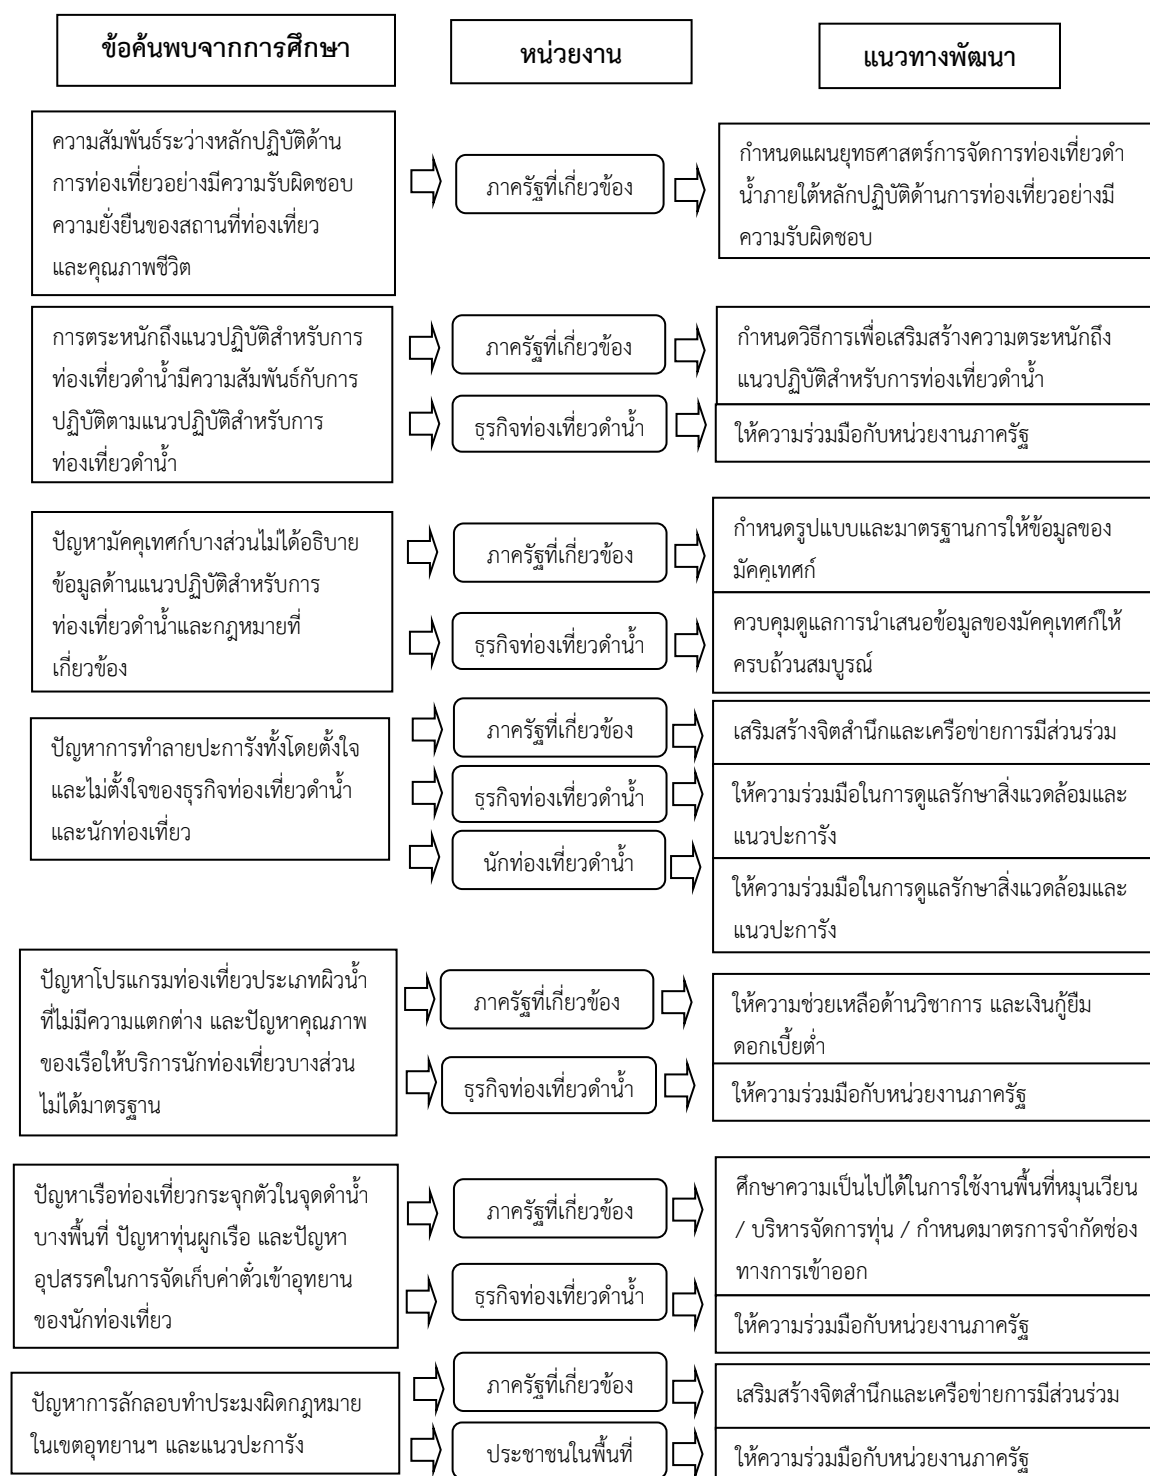 ข้อค้นพบจากการศึกษา
หน่วยงาน
แนวทางพัฒนา
ความสัมพันธ์ระว่างหลักปฏิบัติด้าน
การท่องเที่ยวอย่างมีความรับผิดชอบ
ความยั่งยืนของสถานที่ท่องเที่ยว
และคุณภาพชีวิต
ภาครัฐที่เกี่ยวข้อง
กำหนดแผนยุทธศาสตร์การจัดการท่องเที่ยวดำ
น้ำภายใต้หลักปฏิบัติด้านการท่องเที่ยวอย่างมี
ความรับผิดชอบ
การตระหนักถึงแนวปฏิบัติสำหรับการ
ท่องเที่ยวดำน้ำมีความสัมพันธ์กับการ
ปฏิบัติตามแนวปฏิบัติสำหรับการ
ท่องเที่ยวดำน้ำ
ภาครัฐที่เกี่ยวข้อง
กำหนดวิธีการเพื่อเสริมสร้างความตระหนักถึง
แนวปฏิบัติสำหรับการท่องเที่ยวดำน้ำ
ธุรกิจท่องเที่ยวดำน้ำ
ให้ความร่วมมือกับหน่วยงานภาครัฐ
ปัญหามัคคุเทศก์บางส่วนไม่ได้อธิบาย
ข้อมูลด้านแนวปฏิบัติสำหรับการ
ท่องเที่ยวดำน้ำและกฎหมายที่
เกี่ยวข้อง
ภาครัฐที่เกี่ยวข้อง
กำหนดรูปแบบและมาตรฐานการให้ข้อมูลของ
มัคคุเทศก์
ธุรกิจท่องเที่ยวดำน้ำ
ควบคุมดูแลการนำเสนอข้อมูลของมัคคุเทศก์ให้
ครบถ้วนสมบูรณ์
ปัญหาการทำลายปะการังทั้งโดยตั้งใจ
และไม่ตั้งใจของธุรกิจท่องเที่ยวดำน้ำ
และนักท่องเที่ยว
ภาครัฐที่เกี่ยวข้อง
เสริมสร้างจิตสำนึกและเครือข่ายการมีส่วนร่วม
ธุรกิจท่องเที่ยวดำน้ำ
ให้ความร่วมมือในการดูแลรักษาสิ่งแวดล้อมและ
แนวปะการัง
นักท่องเที่ยวดำน้ำ
ให้ความร่วมมือในการดูแลรักษาสิ่งแวดล้อมและ
แนวปะการัง
ปัญหาโปรแกรมท่องเที่ยวประเภทผิวน้ำ
ที่ไม่มีความแตกต่าง และปัญหาคุณภาพ
ของเรือให้บริการนักท่องเที่ยวบางส่วน
ไม่ได้มาตรฐาน
ภาครัฐที่เกี่ยวข้อง
ให้ความช่วยเหลือด้านวิชาการ และเงินกู้ยืม
ดอกเบี้ยต่ำ
ธุรกิจท่องเที่ยวดำน้ำ
ให้ความร่วมมือกับหน่วยงานภาครัฐ
ปัญหาเรือท่องเที่ยวกระจุกตัวในจุดดำน้ำ
บางพื้นที่ ปัญหาทุ่นผูกเรือ และปัญหา
อุปสรรคในการจัดเก็บค่าตั๋วเข้าอุทยาน
ของนักท่องเที่ยว
ภาครัฐที่เกี่ยวข้อง
ศึกษาความเป็นไปได้ในการใช้งานพื้นที่หมุนเวียน
/ บริหารจัดการทุ่น / กำหนดมาตรการจำกัดช่อง
ทางการเข้าออก
ธุรกิจท่องเที่ยวดำน้ำ
ให้ความร่วมมือกับหน่วยงานภาครัฐ
ปัญหาการลักลอบทำประมงผิดกฎหมาย
ในเขตอุทยานฯ และแนวปะการัง
ภาครัฐที่เกี่ยวข้อง
เสริมสร้างจิตสำนึกและเครือข่ายการมีส่วนร่วม
ประชาชนในพื้นที่
ให้ความร่วมมือกับหน่วยงานภาครัฐ